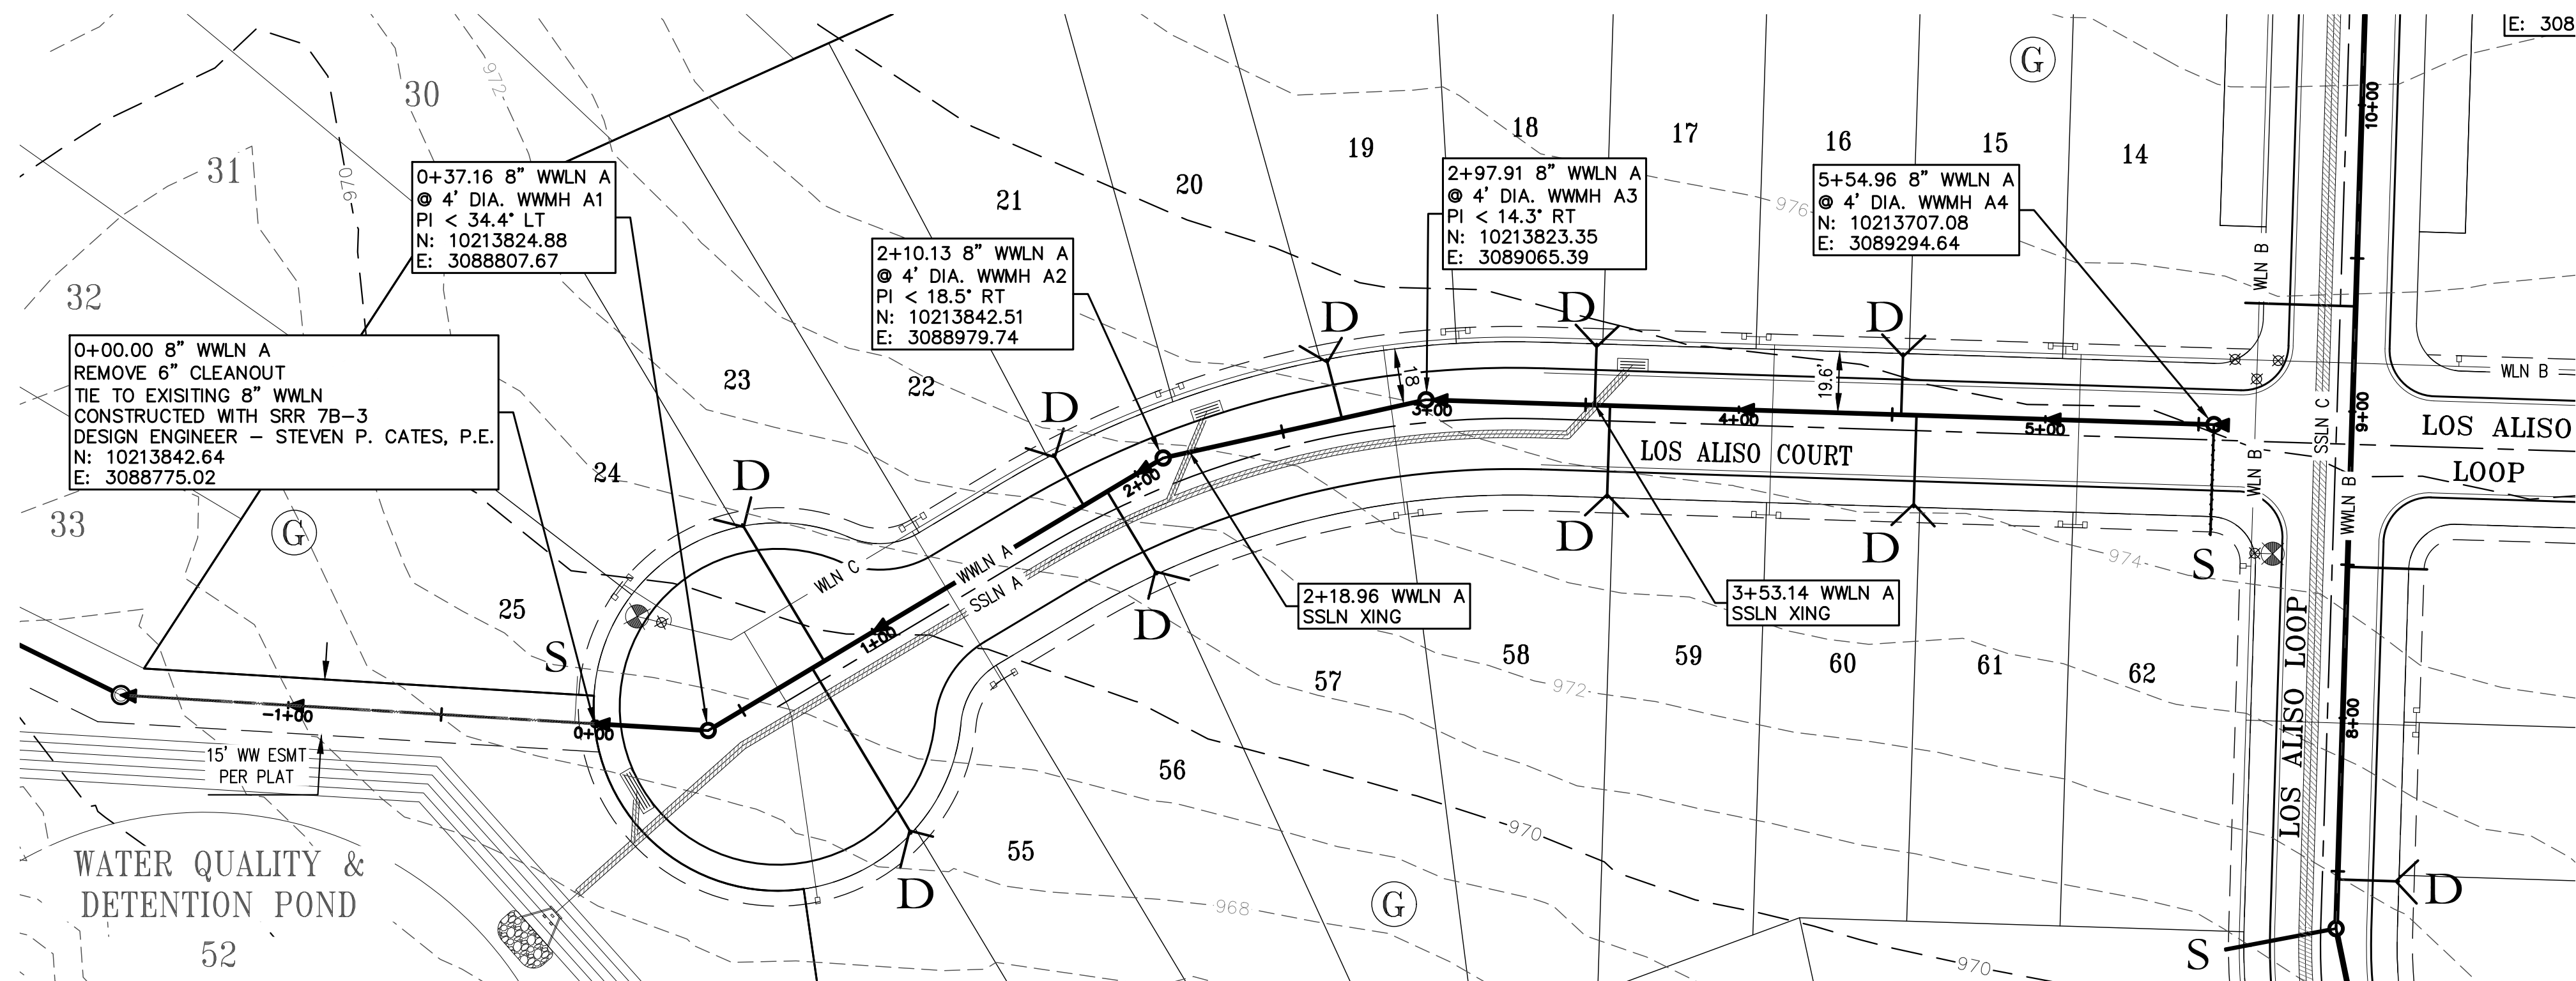 E: 308
G
30
972
31
970
32
33
G
0+37.16 8" WWLN A
@ 4' DIA. WWMH A1
PI < 34.4° LT
N: 10213824.88
E: 3088807.67
0+00.00 8" WWLN A
REMOVE 6" CLEANOUT
TIE TO EXISITING 8" WWLN
CONSTRUCTED WITH SRR 7B-3
DESIGN ENGINEER – STEVEN P. CATES, P.E.
N: 10213842.64
E: 3088775.02
2+10.13 8" WWLN A
@ 4' DIA. WWMH A2
PI < 18.5° RT
N: 10213842.51
E: 3088979.74
2+97.91 8" WWLN A
@ 4' DIA. WWMH A3
PI < 14.3° RT
N: 10213823.35
E: 3089065.39
5+54.96 8" WWLN A
@ 4' DIA. WWMH A4
N: 10213707.08
E: 3089294.64
25
24
23
22
21
20
19
18
17
16
15
14
976
D
D
D
D
D
18
19.6'
WLN B
10+00
SSLN C
9+00
WLN B
LOS ALISO
LOOP
WLN B
WWLN B
3+00
4+00
5+00
LOS ALISO COURT
2+00
WWLN A
SSLN A
WLN C
1+00
0+00
-1+00
S
15' WW ESMT
PER PLAT
2+18.96 WWLN A
SSLN XING
3+53.14 WWLN A
SSLN XING
D
D
D
D
S
974
972
970
968
970
55
56
57
58
59
60
61
62
LOS ALISO LOOP
8+00
D
S
G
WATER QUALITY &
DETENTION POND
52